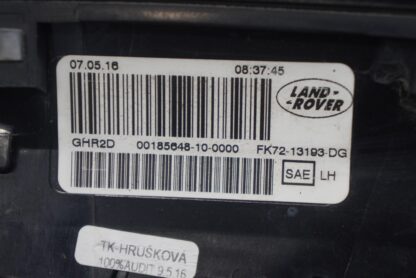 07.05.16 08:37:45
LAND-
-ROVER
GHR2D 00185648-10-0000 FK72-13193-DG
SAE LH
TK-HRUŠKOVÁ
100%AUDIT 9.5.16